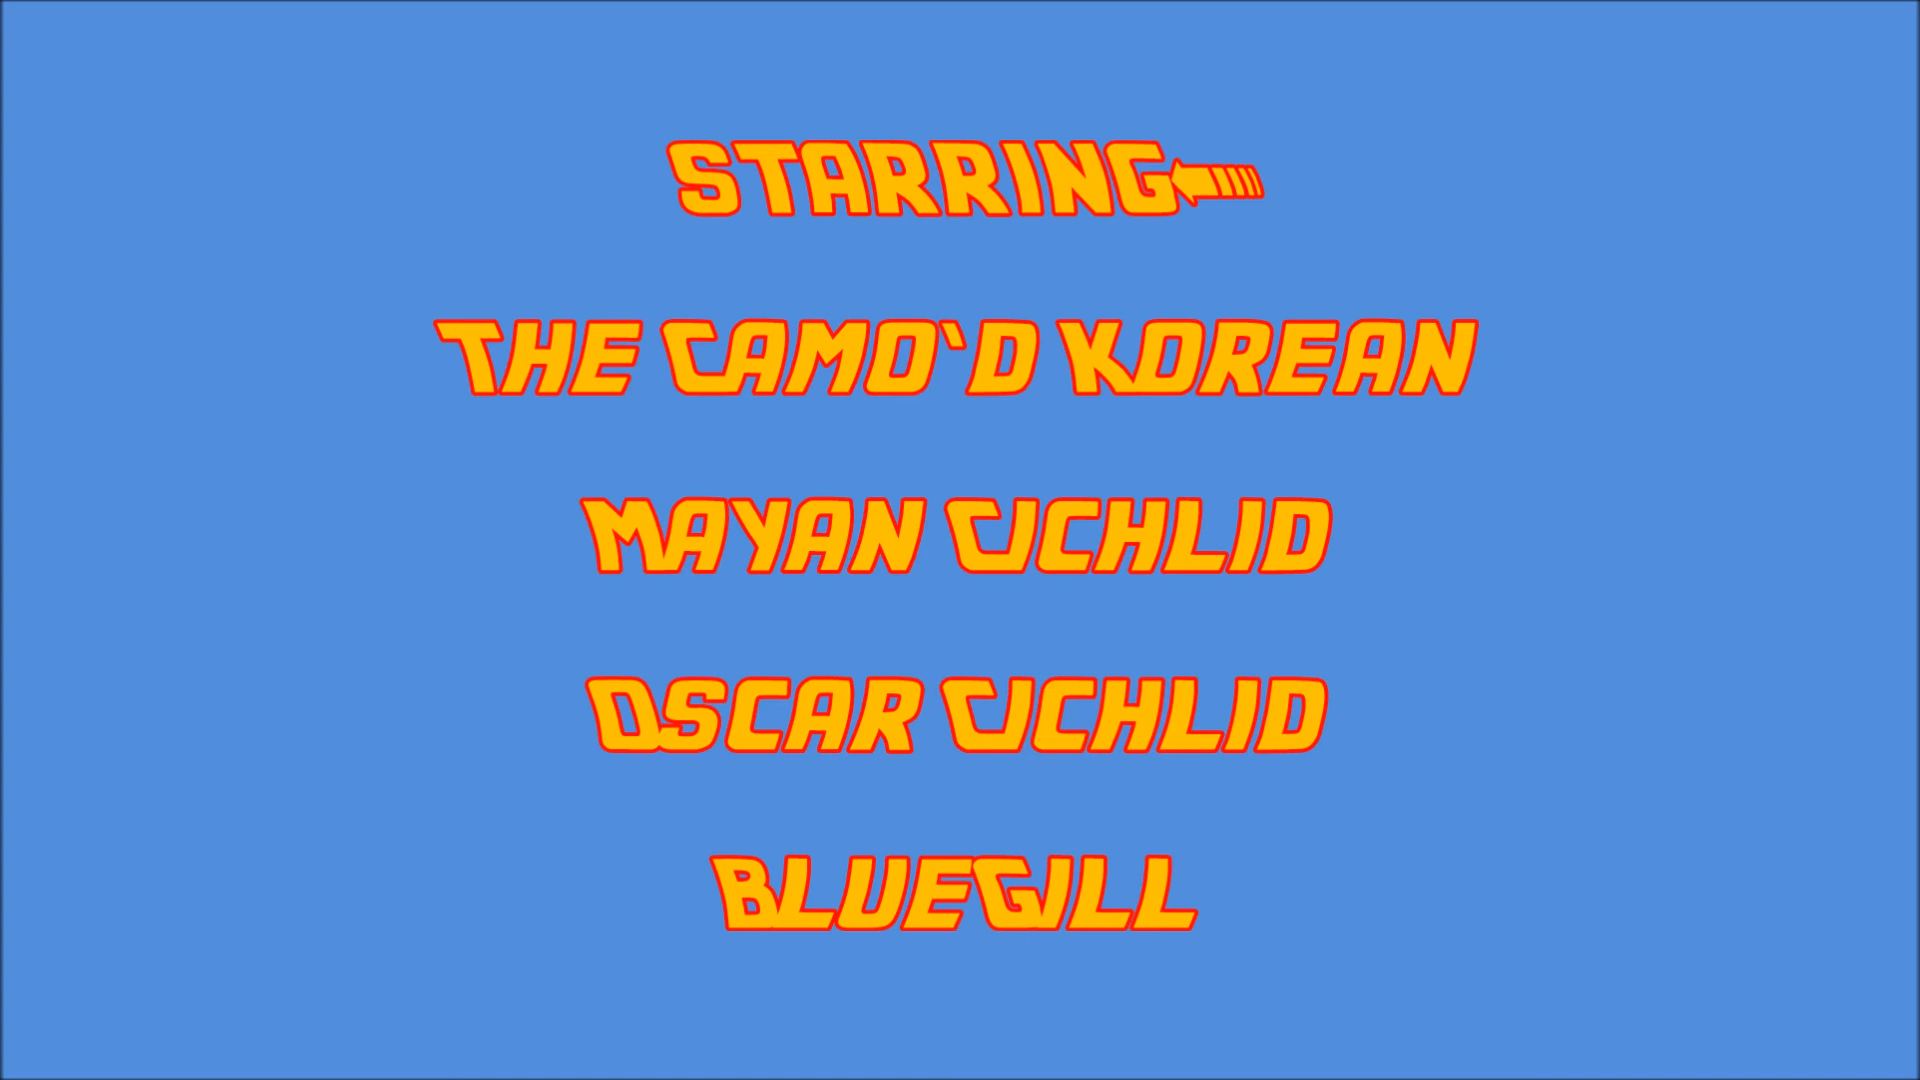 STARRING
THE CAMO'D KOREAN
MAYAN CICHLID
OSCAR CICHLID
BLUEGILL